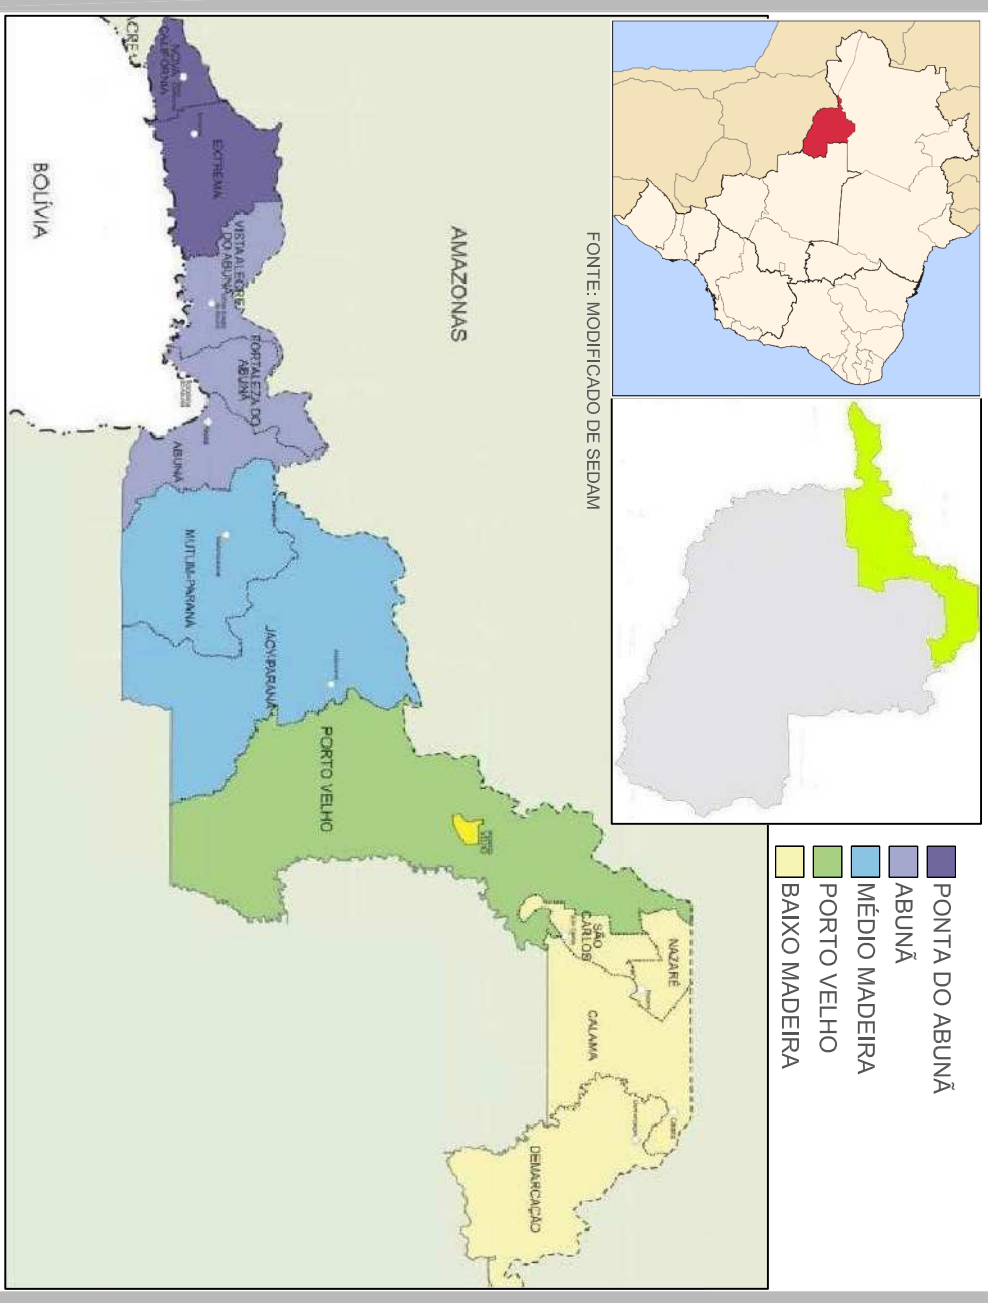 ACRE
NOVA
CALIFÓRNIA
EXTREMA
VISTA ALEGRE
DO ABUNÃ
FORTALEZA DO
ABUNÃ
ABUNÃ
MUTUM-PARANÁ
JACY-PARANÁ
PORTO VELHO
SÃO
CARLOS
NAZARÉ
CALAMA
DEMARCAÇÃO
BOLÍVIA
AMAZONAS
FONTE: MODIFICADO DE SEDAM
PONTA DO ABUNÃ
ABUNÃ
MÉDIO MADEIRA
PORTO VELHO
BAIXO MADEIRA